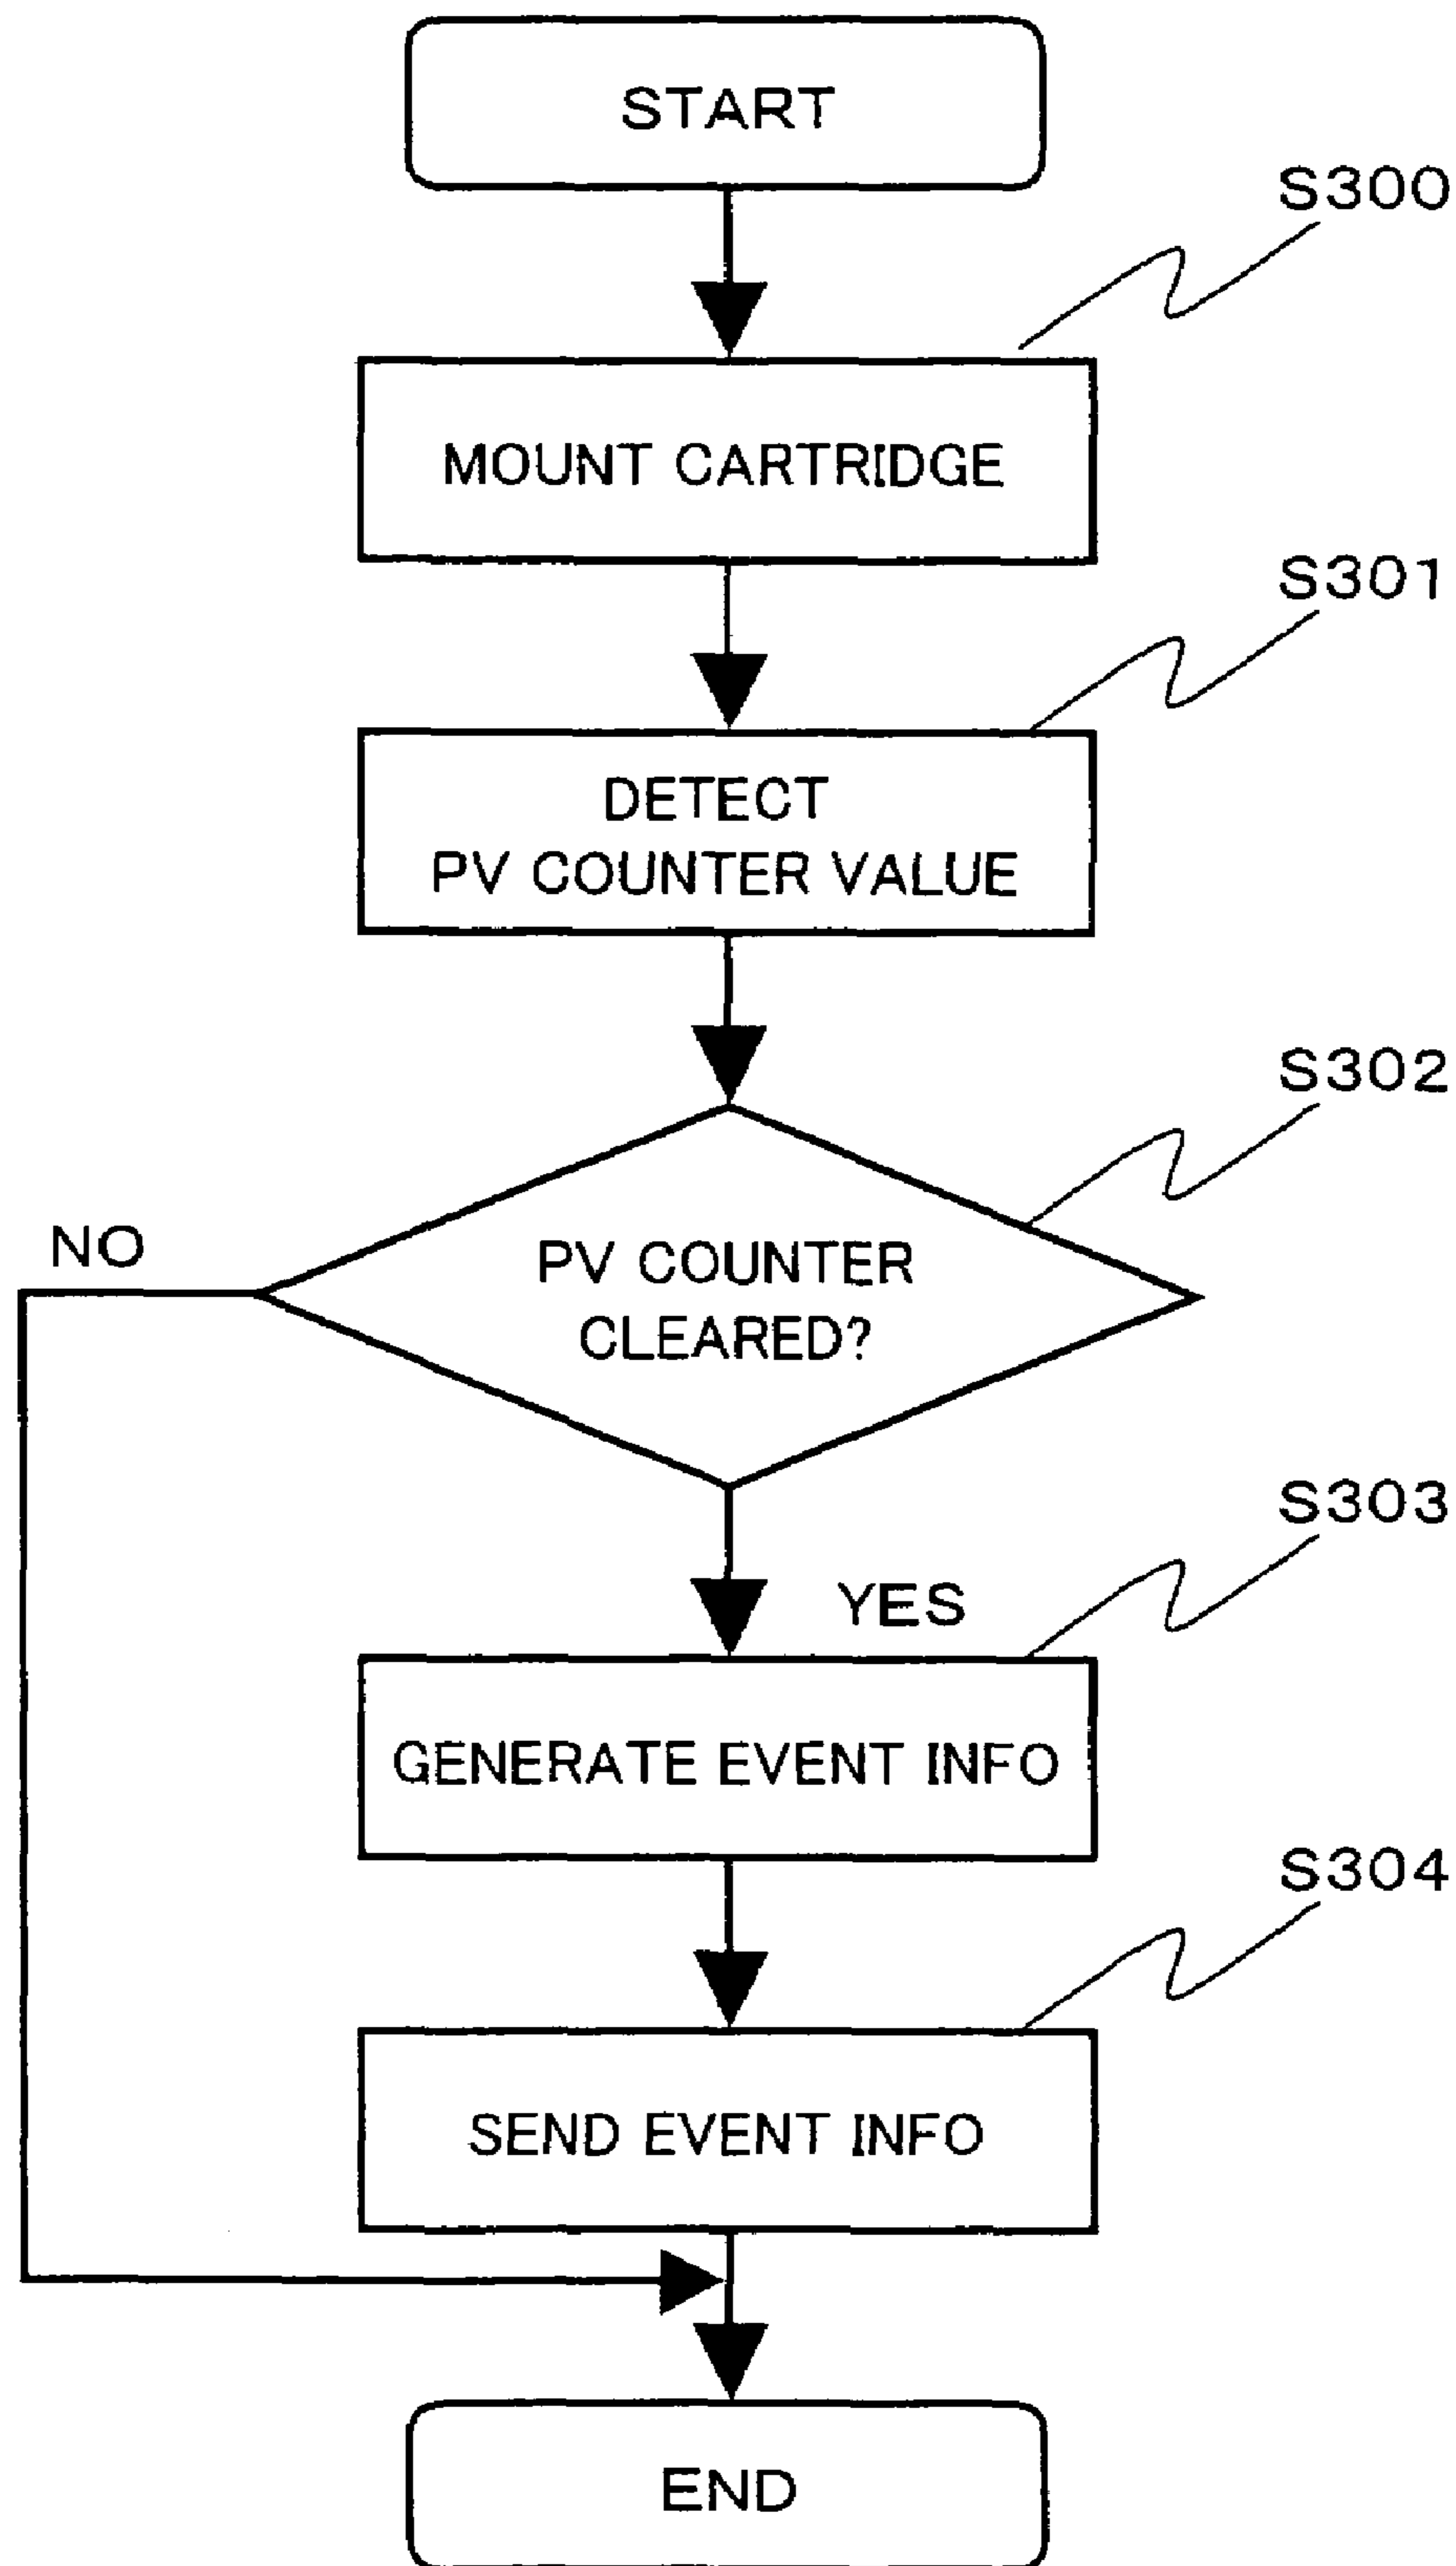 START
S300
MOUNT CARTRIDGE
S301
DETECT
PV COUNTER VALUE
S302
NO
PV COUNTER
CLEARED?
S303
YES
GENERATE EVENT INFO
S304
SEND EVENT INFO
END